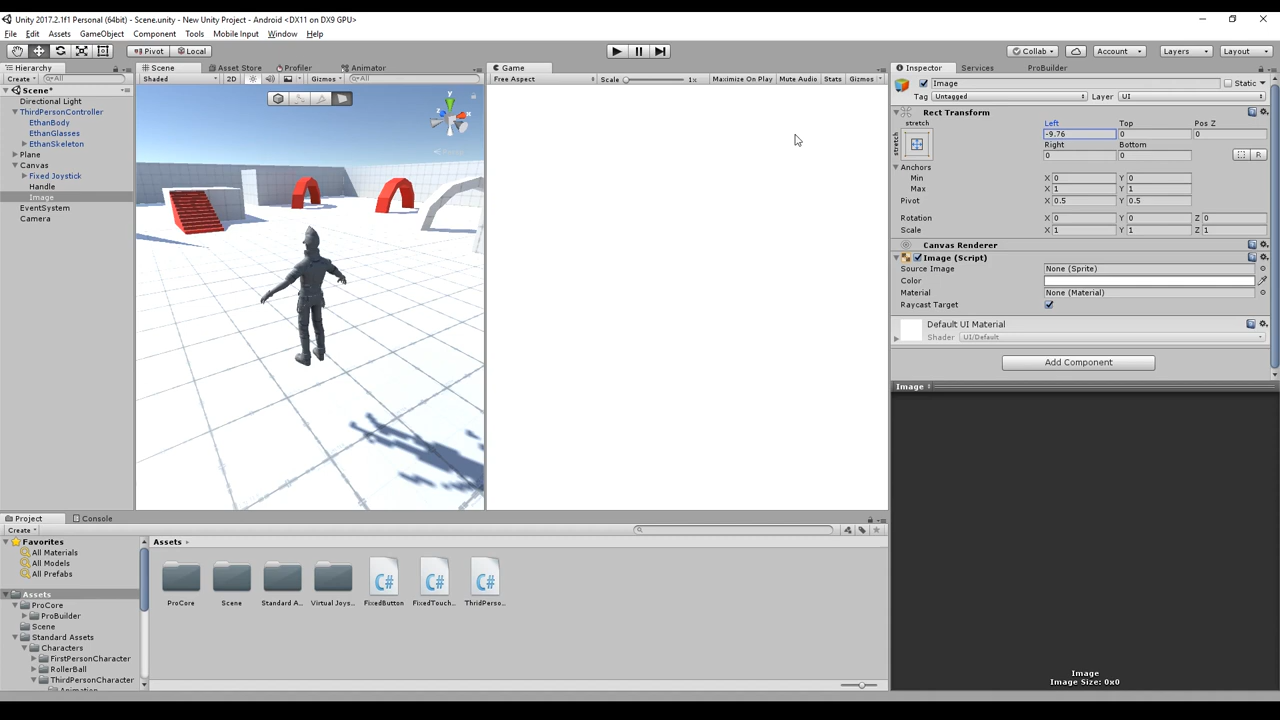 Unity 2017.2.1f1 Personal (64bit) - Scene.unity - New Unity Project - Android <DX11 on DX9 GPU>
File Edit Assets GameObject Component Tools Mobile Input Window Help
Pivot Local Collab Account Layers Layout
Hierarchy
Create All
Scene*
Directional Light
ThirdPersonController
EthanBody
EthanGlasses
EthanSkeleton
Plane
Canvas
Fixed Joystick
Handle
Image
EventSystem
Camera
Scene Asset Store Profiler Animator
Shaded 2D Gizmos All
y
Game
Free Aspect Scale 1x Maximize On Play Mute Audio Stats Gizmos
Inspector Services ProBuilder
Image Static
Tag Untagged Layer UI
Rect Transform
stretch Left Top Pos Z
stretch -9.76 0 0
Right Bottom
0 0 R
Anchors
Min X 0 Y 0
Max X 1 Y 1
Pivot X 0.5 Y 0.5
Rotation X 0 Y 0 Z 0
Scale X 1 Y 1 Z 1
Canvas Renderer
Image (Script)
Source Image None (Sprite)
Color
Material None (Material)
Raycast Target
Default UI Material
Shader UI/Default
Add Component
Image
Image
Image Size: 0x0
Project Console
Create
Favorites
All Materials
All Models
All Prefabs
Assets
ProCore
ProBuilder
Scene
Standard Assets
Characters
FirstPersonCharacter
RollerBall
ThirdPersonCharacter
Animation
Assets
ProCore Scene Standard A... Virtual Joys... FixedButton FixedTouch... ThridPerso...